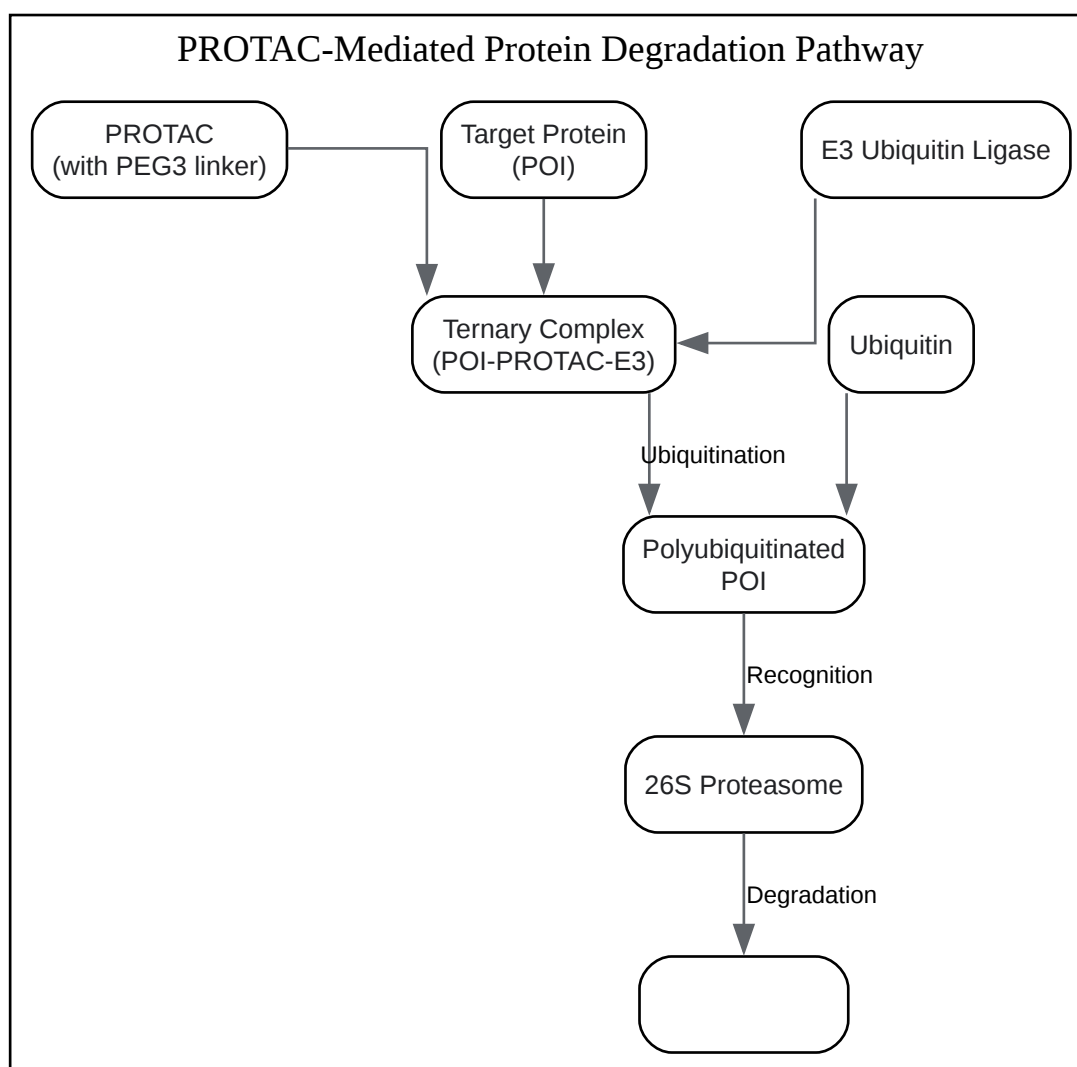 PROTAC-Mediated Protein Degradation Pathway
PROTAC
(with PEG3 linker)
Target Protein
(POI)
E3 Ubiquitin Ligase
Ternary Complex
(POI-PROTAC-E3)
Ubiquitin
Ubiquitination
Polyubiquitinated
POI
Recognition
26S Proteasome
Degradation